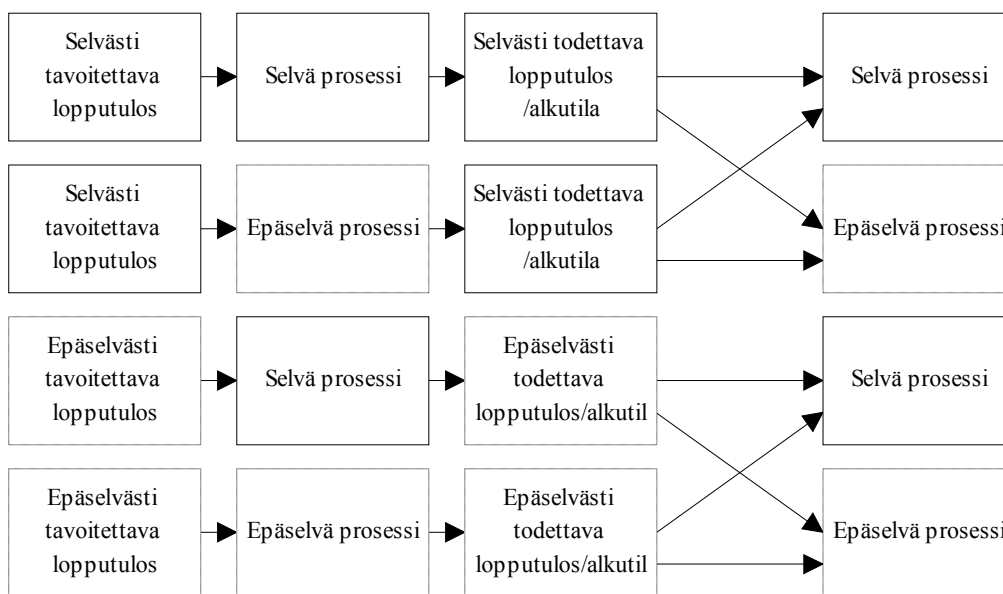 Selvästi
tavoitettava
lopputulos
Selvä prosessi
Selvästi todettava
lopputulos
/alkutila
Selvä prosessi
Selvästi
tavoitettava
lopputulos
Epäselvä prosessi
Selvästi todettava
lopputulos
/alkutila
Epäselvä prosessi
Epäselvästi
tavoitettava
lopputulos
Selvä prosessi
Epäselvästi
todettava
lopputulos/alkutil
Selvä prosessi
Epäselvästi
tavoitettava
lopputulos
Epäselvä prosessi
Epäselvästi
todettava
lopputulos/alkutil
Epäselvä prosessi